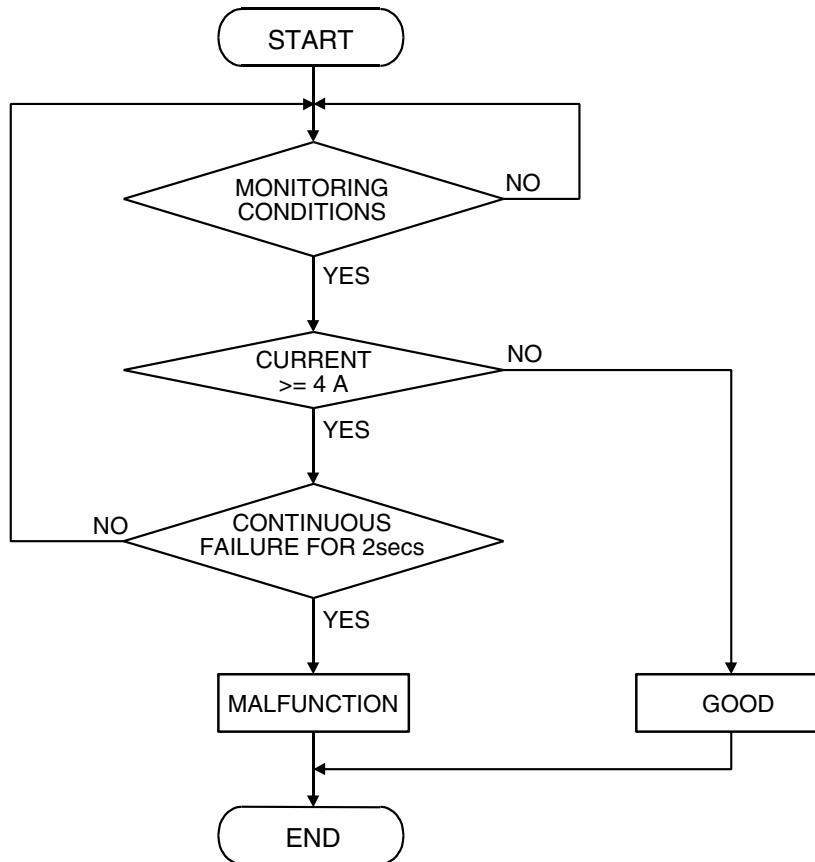 START
MONITORING
CONDITIONS
NO
YES
CURRENT
>= 4 A
NO
YES
CONTINUOUS
FAILURE FOR 2secs
NO
YES
MALFUNCTION
GOOD
END